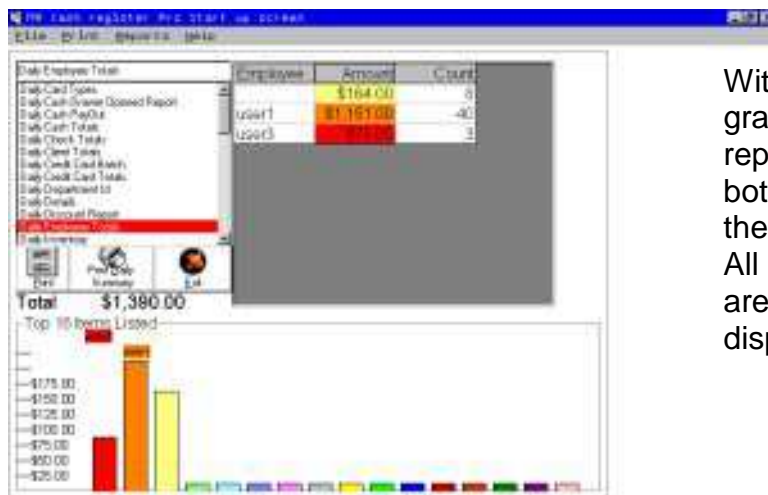 Cash register Pro Start up screen
File Print Reports Help
Daily Employee Totals
Daily Card Types
Daily Cash Drawer Opened Report
Daily Cash PayOut
Daily Cash Totals
Daily Check Totals
Daily Client Totals
Daily Credit Card Batch
Daily Credit Card Totals
Daily Department Id
Daily Details
Daily Discount Report
Daily Employee Totals
Daily Inventory
Employee Amount Count
$164.00 8
user1 $1,151.00 -40
user3 3
Print Print Daily Summary Exit
Total $1,380.00
Top 16 Items Listed
$175.00
$150.00
$125.00
$100.00
$75.00
$50.00
$25.00
Wit
gra
rep
bot
the
All
are
disp